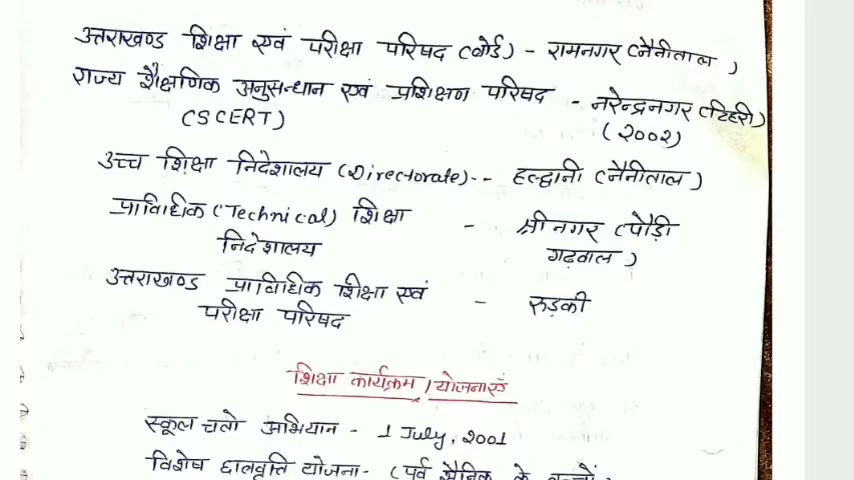 उत्तराखण्ड शिक्षा एवं परीक्षा परिषद (बोर्ड) - रामनगर (नैनीताल)
राज्य शैक्षणिक अनुसन्धान एवं प्रशिक्षण परिषद - नरेन्द्रनगर (टिहरी)
(SCERT) (२००२)
उच्च शिक्षा निदेशालय (Directorate)-- हल्द्वानी (नैनीताल)
प्राविधिक (Technical) शिक्षा - श्रीनगर (पौड़ी
निदेशालय गढ़वाल)
उत्तराखण्ड प्राविधिक शिक्षा एवं - रुड़की
परीक्षा परिषद
शिक्षा कार्यक्रम / योजनाएँ
स्कूल चलो अभियान - 1 July, 2001
विशेष छात्रवृति योजना- (पूर्व सैनिक के बच्चों